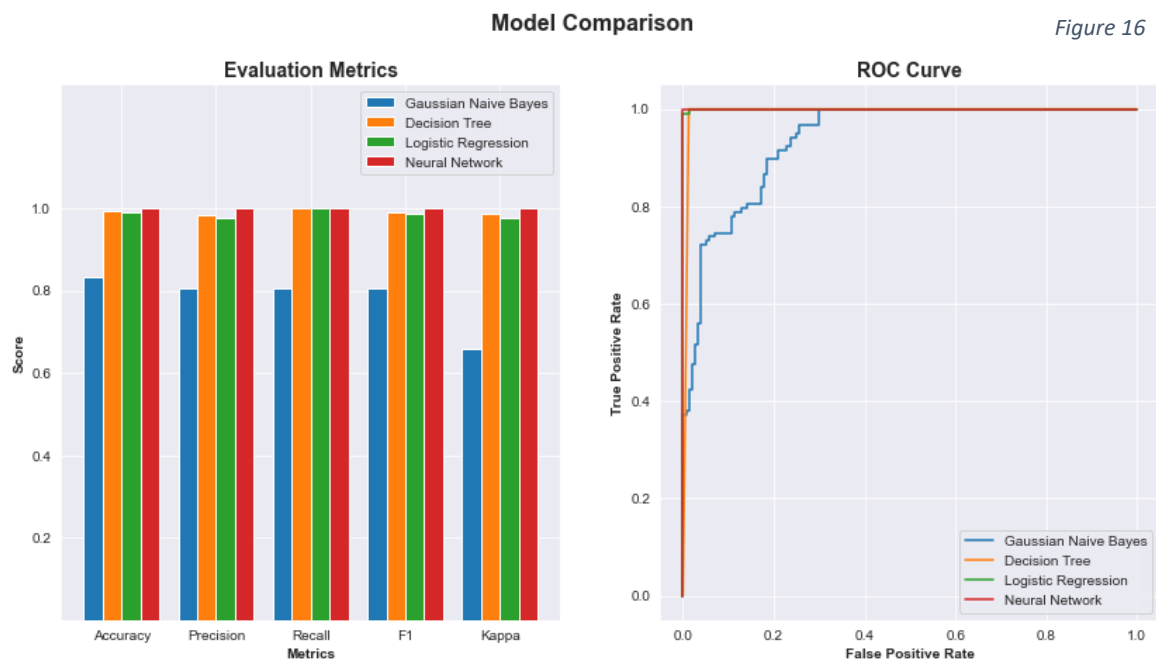 Model Comparison
Figure 16
Evaluation Metrics
Gaussian Naive Bayes
Decision Tree
Logistic Regression
Neural Network
1.0
0.8
0.6
0.4
0.2
Score
Accuracy Precision Recall F1 Kappa
Metrics
ROC Curve
1.0
0.8
0.6
0.4
0.2
0.0
True Positive Rate
Gaussian Naive Bayes
Decision Tree
Logistic Regression
Neural Network
0.0 0.2 0.4 0.6 0.8 1.0
False Positive Rate